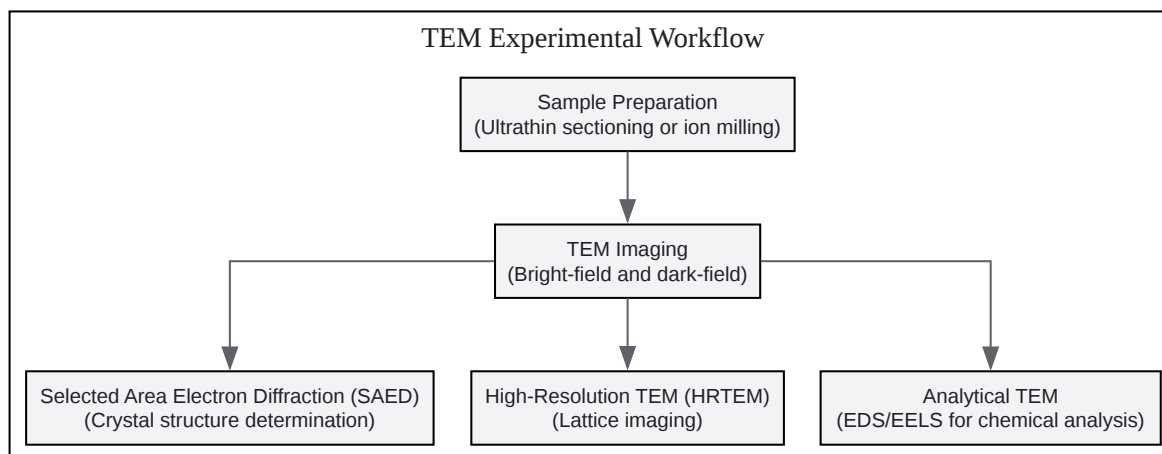 TEM Experimental Workflow
Sample Preparation
(Ultrathin sectioning or ion milling)
TEM Imaging
(Bright-field and dark-field)
Selected Area Electron Diffraction (SAED)
(Crystal structure determination)
High-Resolution TEM (HRTEM)
(Lattice imaging)
Analytical TEM
(EDS/EELS for chemical analysis)